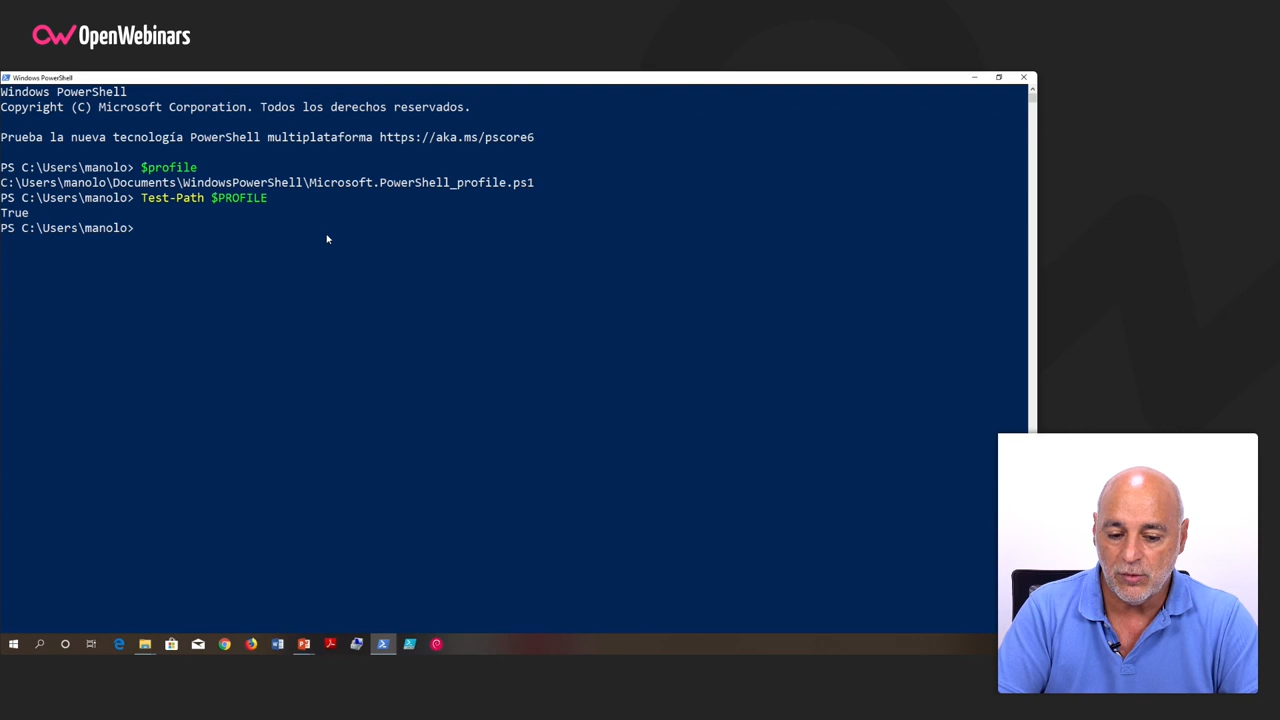 OW OpenWebinars
Windows PowerShell
Windows PowerShell
Copyright (C) Microsoft Corporation. Todos los derechos reservados.
Prueba la nueva tecnología PowerShell multiplataforma https://aka.ms/pscore6
PS C:\Users\manolo> $profile
C:\Users\manolo\Documents\WindowsPowerShell\Microsoft.PowerShell_profile.ps1
PS C:\Users\manolo> Test-Path $PROFILE
True
PS C:\Users\manolo>